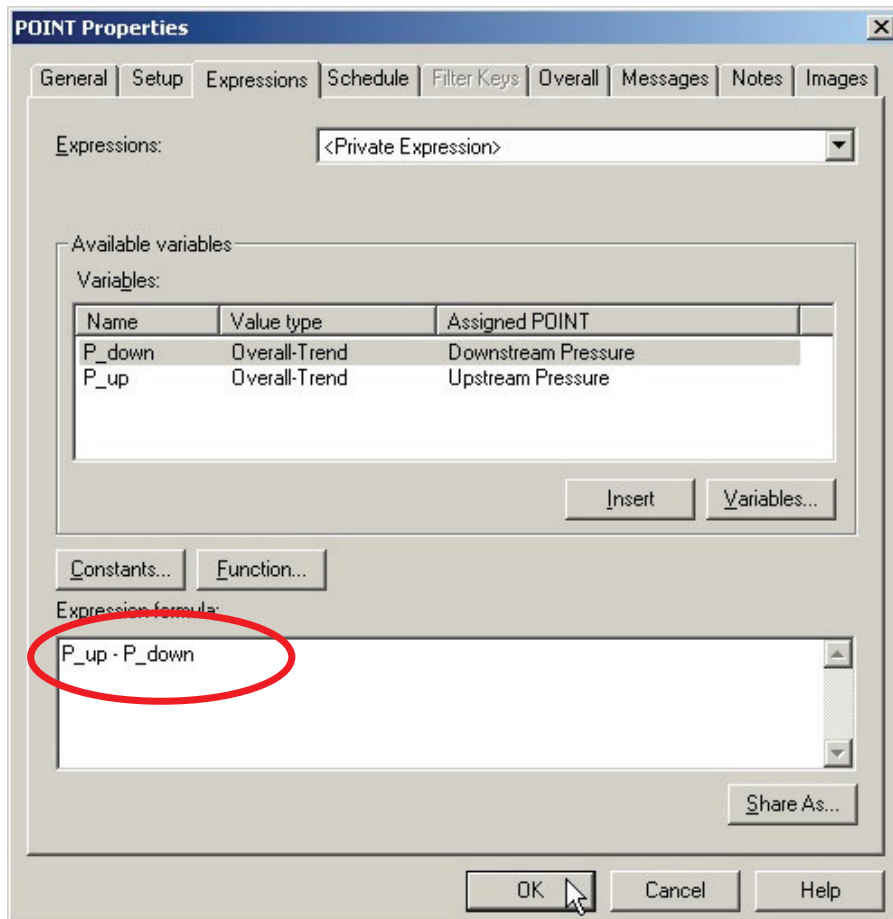 POINT Properties
General Setup Expressions Schedule Filter Keys Overall Messages Notes Images
Expressions: <Private Expression>
Available variables
Variables:
Name Value type Assigned POINT
P_down Overall-Trend Downstream Pressure
P_up Overall-Trend Upstream Pressure
Insert Variables...
Constants... Function...
Expression formula:
P_up - P_down
Share As...
OK Cancel Help